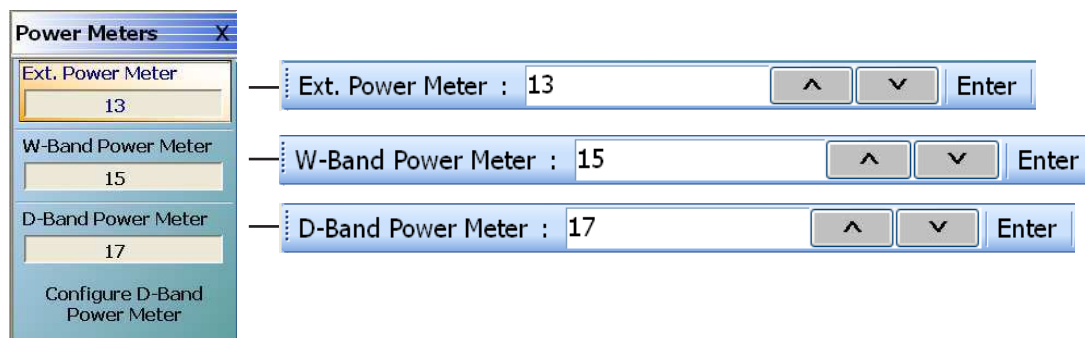 Power Meters X
Ext. Power Meter
13
W-Band Power Meter
15
D-Band Power Meter
17
Configure D-Band
Power Meter
Ext. Power Meter : 13 Enter
W-Band Power Meter : 15 Enter
D-Band Power Meter : 17 Enter